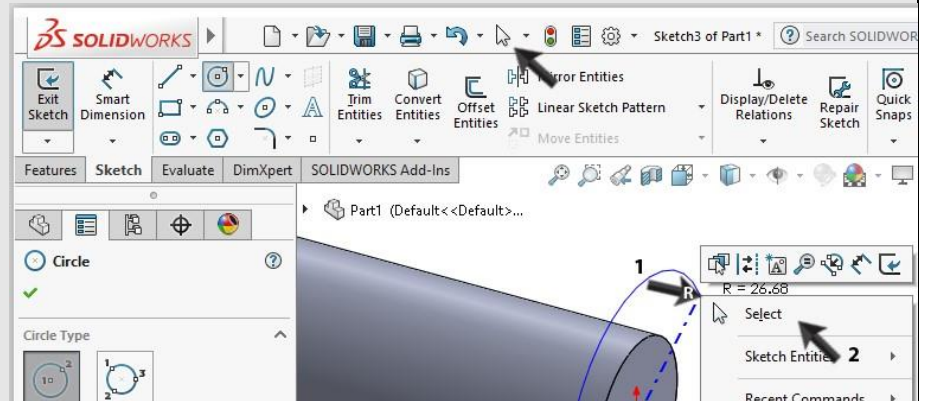 SOLIDWORKS
Sketch3 of Part1 *
Search SOLIDWOR
Exit Sketch
Smart Dimension
Trim Entities
Convert Entities
Offset Entities
Mirror Entities
Linear Sketch Pattern
Move Entities
Display/Delete Relations
Repair Sketch
Quick Snaps
Features
Sketch
Evaluate
DimXpert
SOLIDWORKS Add-Ins
Part1 (Default<<Default>...
Circle
1
R
R = 26.68
Select
2
Sketch Entities
Circle Type
Recent Commands